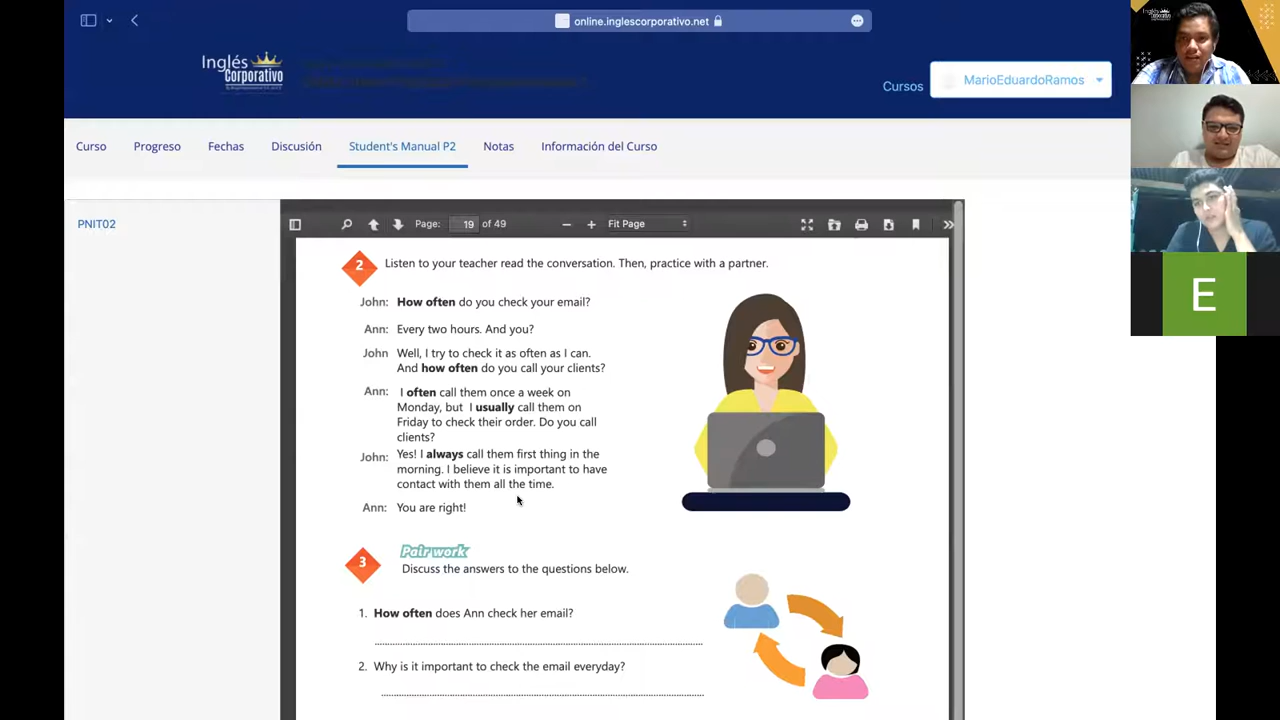 online.inglescorporativo.net
Inglés
Corporativo
Cursos
MarioEduardoRamos
Inglés
Corporativo
Curso
Progreso
Fechas
Discusión
Student's Manual P2
Notas
Información del Curso
PNIT02
Page: 19 of 49
Fit Page
2 Listen to your teacher read the conversation. Then, practice with a partner.
John: How often do you check your email?
Ann: Every two hours. And you?
John Well, I try to check it as often as I can.
And how often do you call your clients?
Ann: I often call them once a week on
Monday, but I usually call them on
Friday to check their order. Do you call
clients?
John: Yes! I always call them first thing in the
morning. I believe it is important to have
contact with them all the time.
Ann: You are right!
3 Pair work
Discuss the answers to the questions below.
1. How often does Ann check her email?
2. Why is it important to check the email everyday?
E